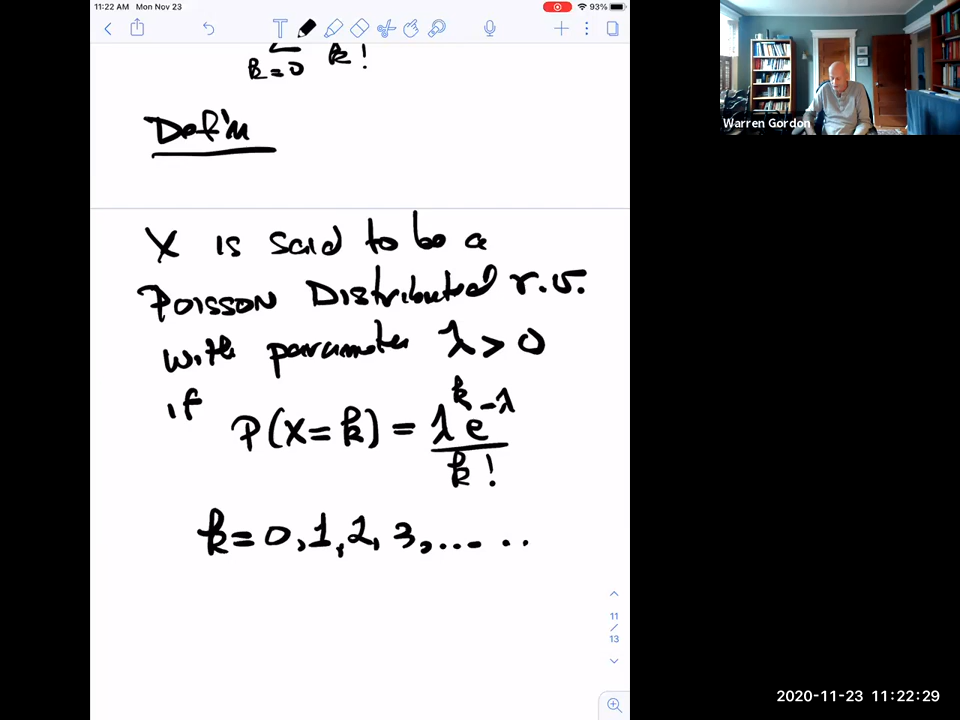 11:22 AM Mon Nov 23
93%
k=0 k!
Def'n
X is said to be a
Poisson Distributed r.v.
with parameter λ > 0
if P(X=k) = λ^k e^-λ / k!
k = 0, 1, 2, 3, ... ..
11
/
13
Warren Gordon
2020-11-23 11:22:29